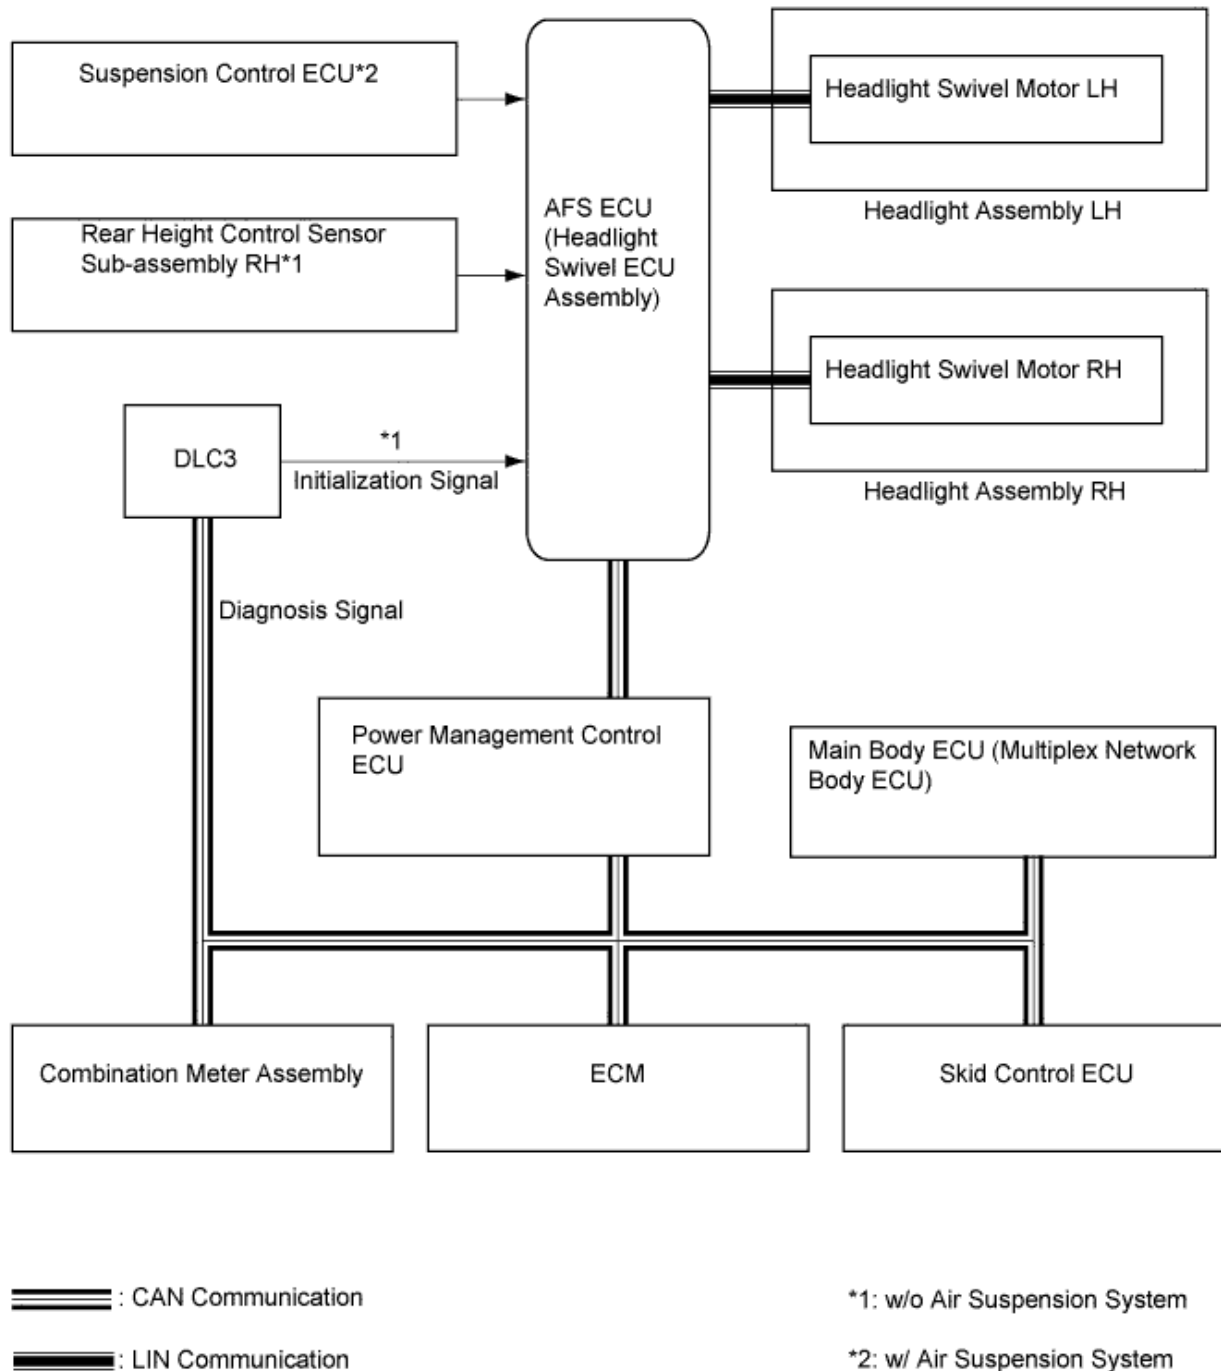 Suspension Control ECU*2
Rear Height Control Sensor
Sub-assembly RH*1
AFS ECU
(Headlight
Swivel ECU
Assembly)
Headlight Swivel Motor LH
Headlight Assembly LH
Headlight Swivel Motor RH
Headlight Assembly RH
DLC3
*1
Initialization Signal
Diagnosis Signal
Power Management Control
ECU
Main Body ECU (Multiplex Network
Body ECU)
Combination Meter Assembly
ECM
Skid Control ECU
: CAN Communication
*1: w/o Air Suspension System
: LIN Communication
*2: w/ Air Suspension System